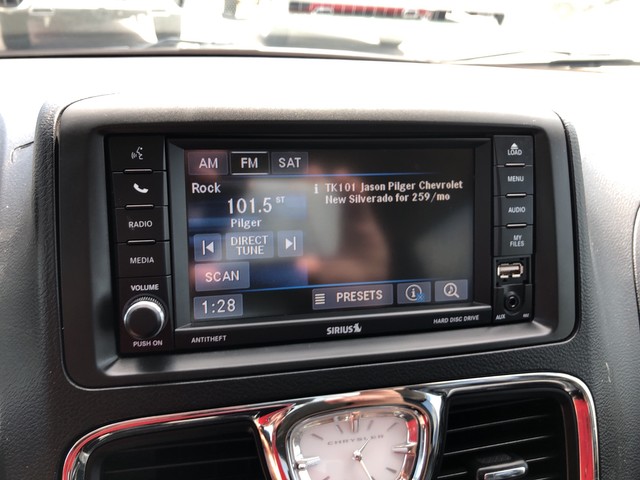 AM FM SAT
Rock
101.5 ST
Pilger
DIRECT TUNE
SCAN
1:28
i TK101 Jason Pilger Chevrolet
New Silverado for 259/mo
PRESETS
i
RADIO
MEDIA
VOLUME
PUSH ON
LOAD
MENU
AUDIO
MY FILES
AUX
ANTITHEFT
SIRIUS
HARD DISC DRIVE
CHRYSLER